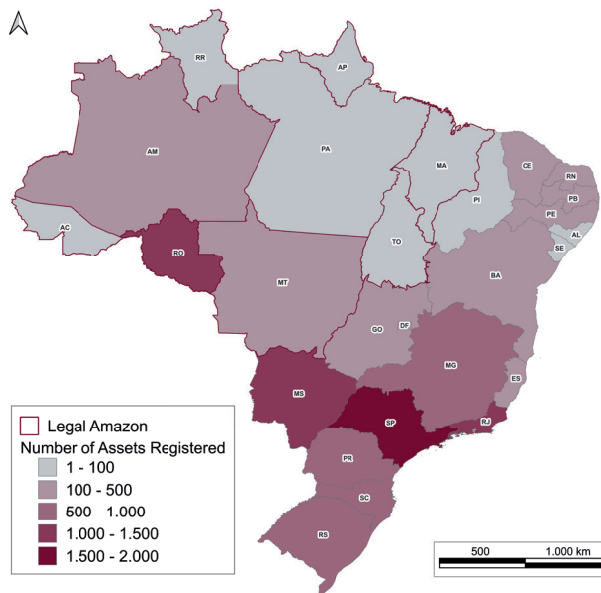 RR
AP
AM
PA
MA
CE
RN
PB
PI
PE
AC
AL
TO
SE
RO
BA
MT
GO
DF
MG
ES
MS
SP
RJ
PR
SC
RS
Legal Amazon
Number of Assets Registered
1 - 100
100 - 500
500 1.000
1.000 - 1.500
1.500 - 2.000
500 1.000 km